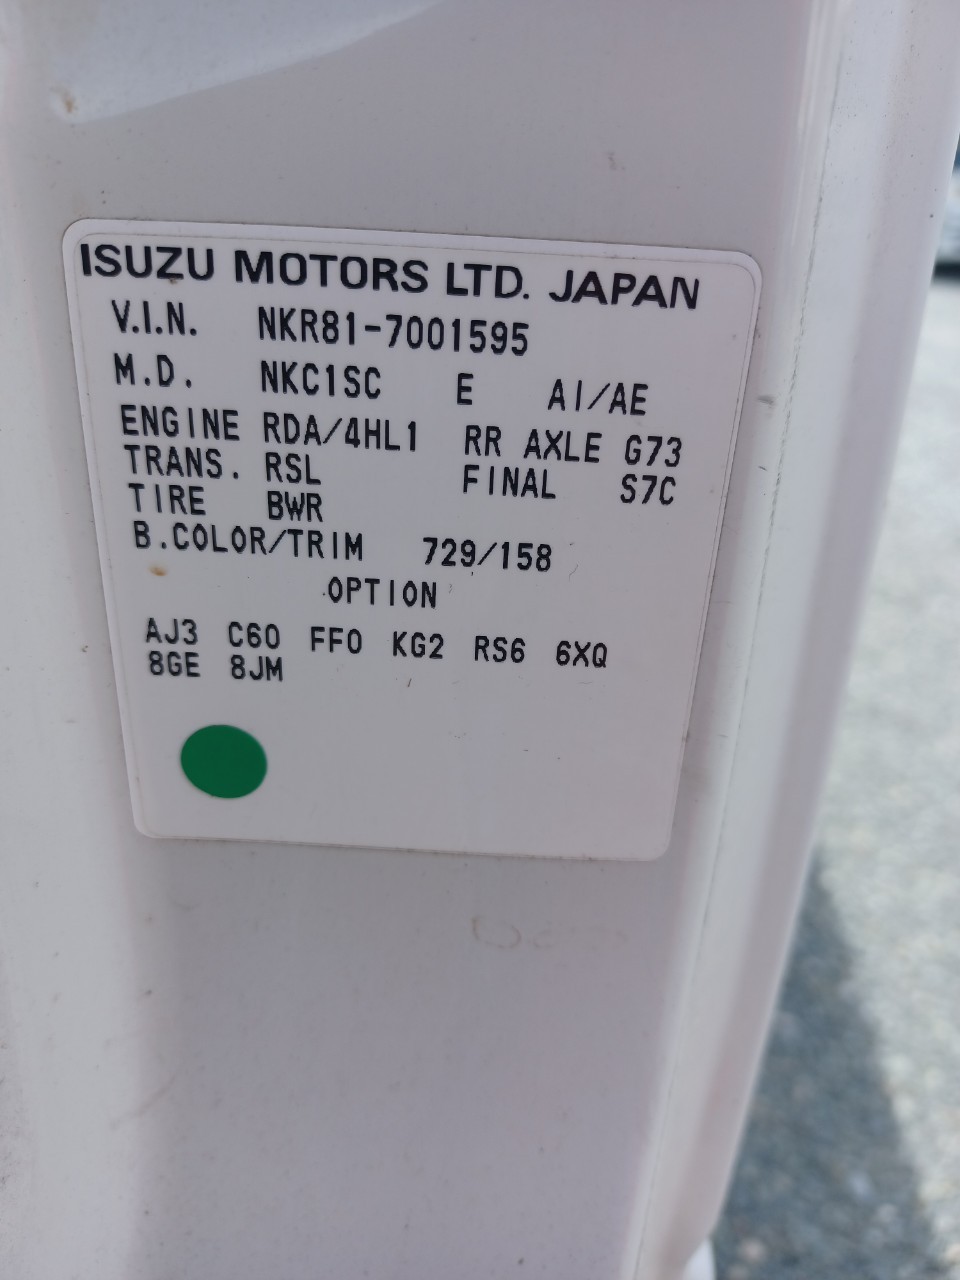 ISUZU MOTORS LTD. JAPAN
V.I.N. NKR81-7001595
M.D. NKC1SC E AI/AE
ENGINE RDA/4HL1 RR AXLE G73
TRANS. RSL FINAL S7C
TIRE BWR
B.COLOR/TRIM 729/158
OPTION
AJ3 C60 FF0 KG2 RS6 6XQ
8GE 8JM